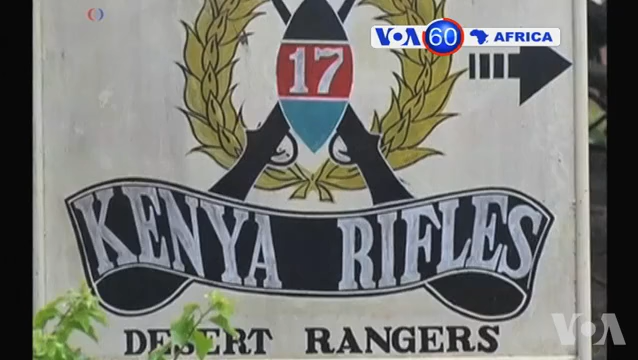 VOA 60 AFRICA
17
KENYA RIFLES
DESERT RANGERS
VOA